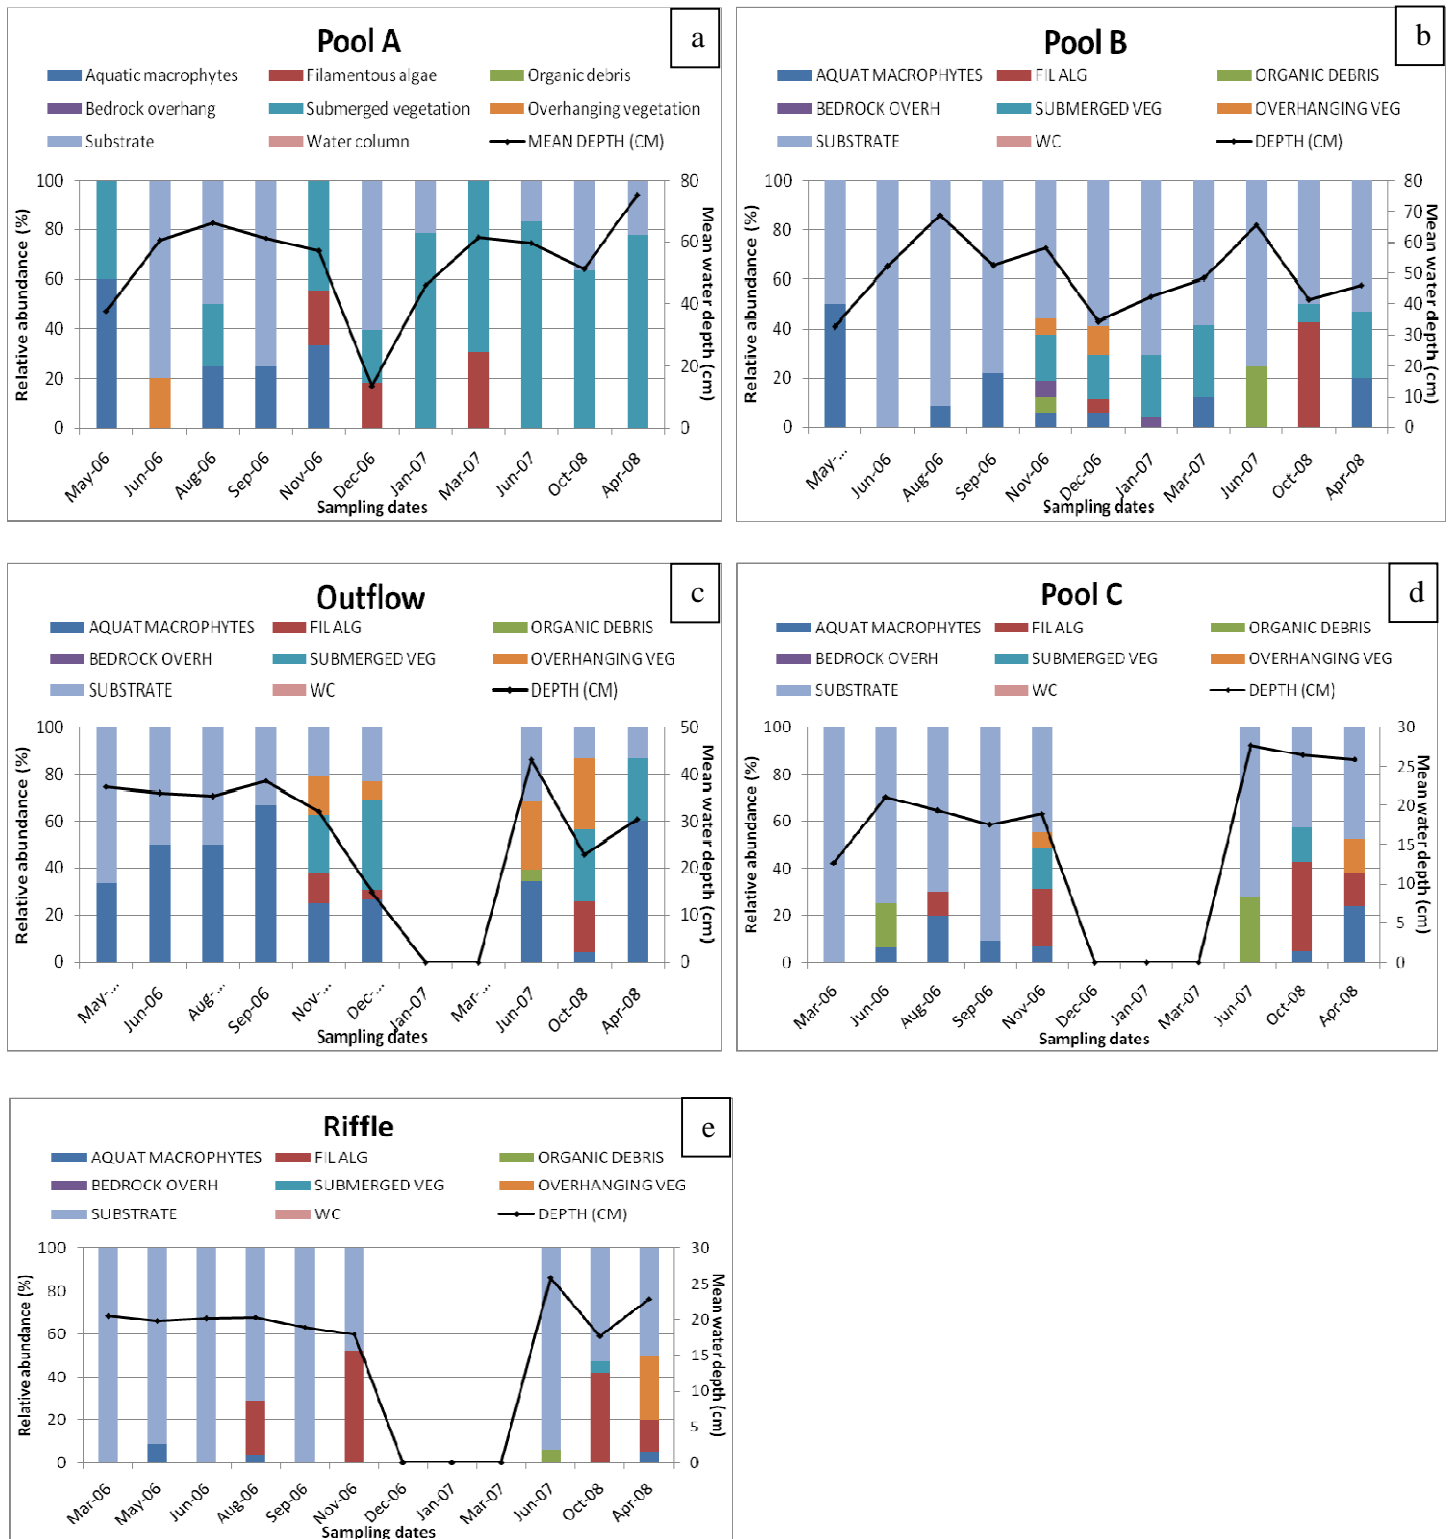 Pool A
a
Aquatic macrophytes Filamentous algae Organic debris
Bedrock overhang Submerged vegetation Overhanging vegetation
Substrate Water column MEAN DEPTH (CM)
Relative abundance (%)
100 80 60 40 20 0
80 60 40 20 0
Mean water depth (cm)
May-06 Jun-06 Aug-06 Sep-06 Nov-06 Dec-06 Jan-07 Mar-07 Jun-07 Oct-08 Apr-08
Sampling dates
Pool B
b
AQUAT MACROPHYTES FIL ALG ORGANIC DEBRIS
BEDROCK OVERH SUBMERGED VEG OVERHANGING VEG
SUBSTRATE WC DEPTH (CM)
Relative abundance (%)
100 80 60 40 20 0
80 70 60 50 40 30 20 10 0
Mean water depth (cm)
May-... Jun-06 Aug-06 Sep-06 Nov-06 Dec-06 Jan-07 Mar-07 Jun-07 Oct-08 Apr-08
Sampling dates
Outflow
c
AQUAT MACROPHYTES FIL ALG ORGANIC DEBRIS
BEDROCK OVERH SUBMERGED VEG OVERHANGING VEG
SUBSTRATE WC DEPTH (CM)
Relative abundance (%)
100 80 60 40 20 0
50 40 30 20 10 0
Mean water depth (cm)
May-... Jun-06 Aug-... Sep-06 Nov-... Dec-... Jan-07 Mar-... Jun-07 Oct-08 Apr-08
Sampling dates
Pool C
d
AQUAT MACROPHYTES FIL ALG ORGANIC DEBRIS
BEDROCK OVERH SUBMERGED VEG OVERHANGING VEG
SUBSTRATE WC DEPTH (CM)
Relative abundance (%)
100 80 60 40 20 0
30 25 20 15 10 5 0
Mean water depth (cm)
Mar-06 Jun-06 Aug-06 Sep-06 Nov-06 Dec-06 Jan-07 Mar-07 Jun-07 Oct-08 Apr-08
Sampling dates
Riffle
e
AQUAT MACROPHYTES FIL ALG ORGANIC DEBRIS
BEDROCK OVERH SUBMERGED VEG OVERHANGING VEG
SUBSTRATE WC DEPTH (CM)
Relative abundance (%)
100 80 60 40 20 0
30 25 20 15 10 5 0
Mean water depth (cm)
Mar-06 May-06 Jun-06 Aug-06 Sep-06 Nov-06 Dec-06 Jan-07 Mar-07 Jun-07 Oct-08 Apr-08
Sampling dates